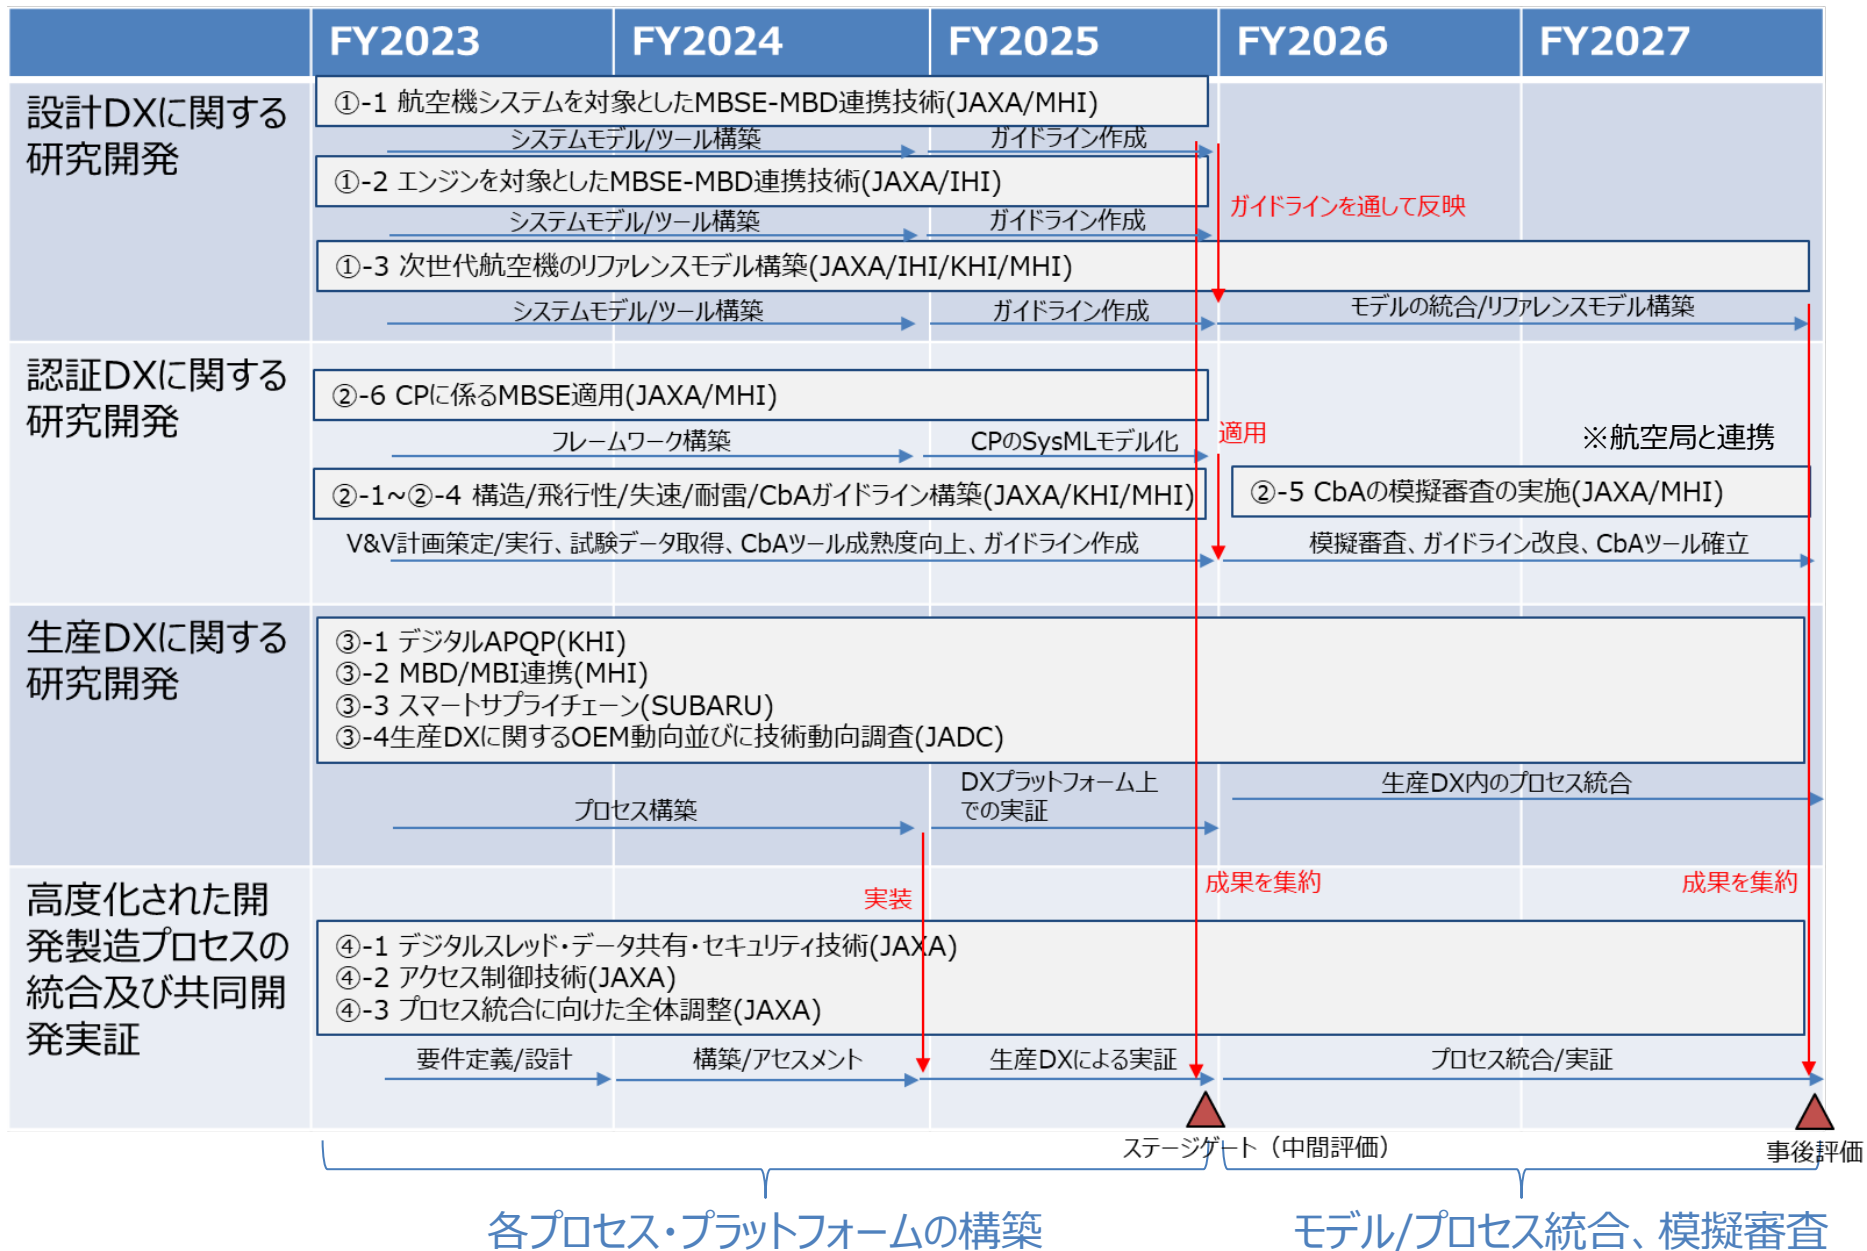 FY2023 FY2024 FY2025 FY2026 FY2027
設計DXに関する
研究開発
①-1 航空機システムを対象としたMBSE-MBD連携技術(JAXA/MHI)
システムモデル/ツール構築 ガイドライン作成
①-2 エンジンを対象としたMBSE-MBD連携技術(JAXA/IHI)
ガイドラインを通して反映
システムモデル/ツール構築 ガイドライン作成
①-3 次世代航空機のリファレンスモデル構築(JAXA/IHI/KHI/MHI)
システムモデル/ツール構築 ガイドライン作成 モデルの統合/リファレンスモデル構築
認証DXに関する
研究開発
②-6 CPに係るMBSE適用(JAXA/MHI)
フレームワーク構築 CPのSysMLモデル化 適用 ※航空局と連携
②-1~②-4 構造/飛行性/失速/耐雷/CbAガイドライン構築(JAXA/KHI/MHI) ②-5 CbAの模擬審査の実施(JAXA/MHI)
V&V計画策定/実行、試験データ取得、CbAツール成熟度向上、ガイドライン作成 模擬審査、ガイドライン改良、CbAツール確立
生産DXに関する
研究開発
③-1 デジタルAPQP(KHI)
③-2 MBD/MBI連携(MHI)
③-3 スマートサプライチェーン(SUBARU)
③-4生産DXに関するOEM動向並びに技術動向調査(JADC)
プロセス構築
DXプラットフォーム上
での実証
生産DX内のプロセス統合
高度化された開
発製造プロセスの
統合及び共同開
発実証
実装 成果を集約 成果を集約
④-1 デジタルスレッド・データ共有・セキュリティ技術(JAXA)
④-2 アクセス制御技術(JAXA)
④-3 プロセス統合に向けた全体調整(JAXA)
要件定義/設計 構築/アセスメント 生産DXによる実証 プロセス統合/実証
ステージゲート（中間評価） 事後評価
各プロセス・プラットフォームの構築 モデル/プロセス統合、模擬審査